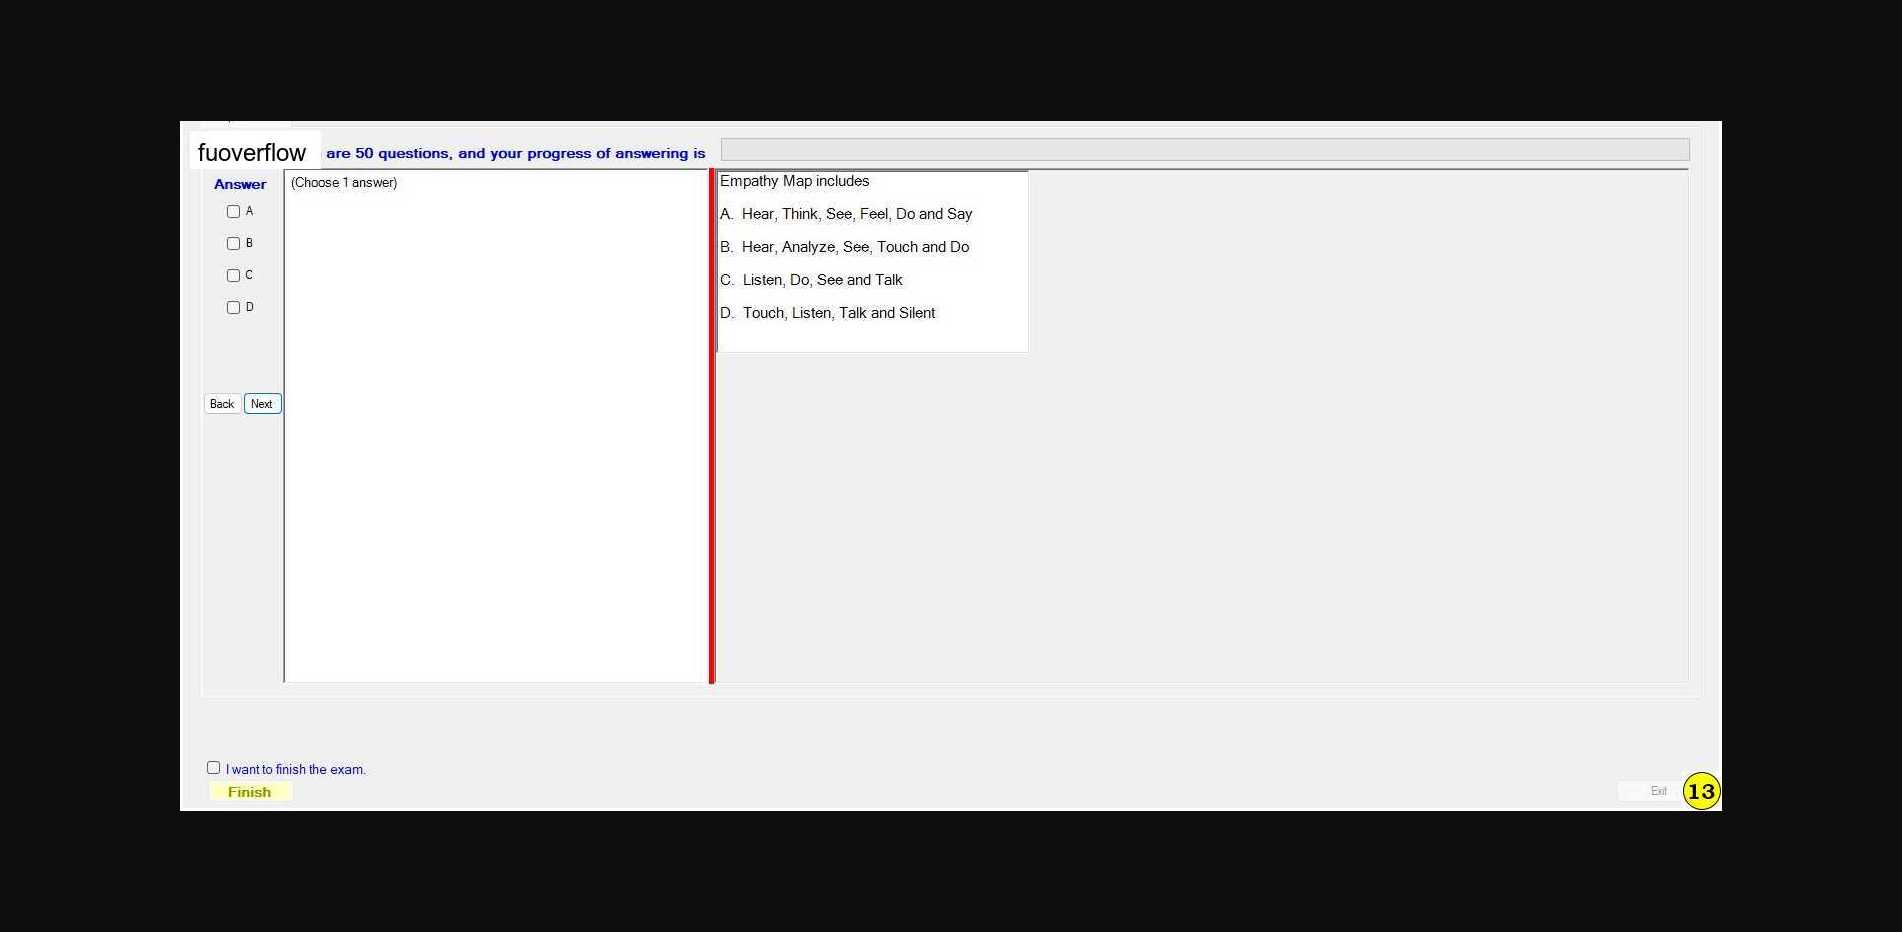 fuoverflow are 50 questions, and your progress of answering is
Answer
(Choose 1 answer)
A
B
C
D
Back Next
Empathy Map includes
A. Hear, Think, See, Feel, Do and Say
B. Hear, Analyze, See, Touch and Do
C. Listen, Do, See and Talk
D. Touch, Listen, Talk and Silent
I want to finish the exam.
Finish
Exit
13